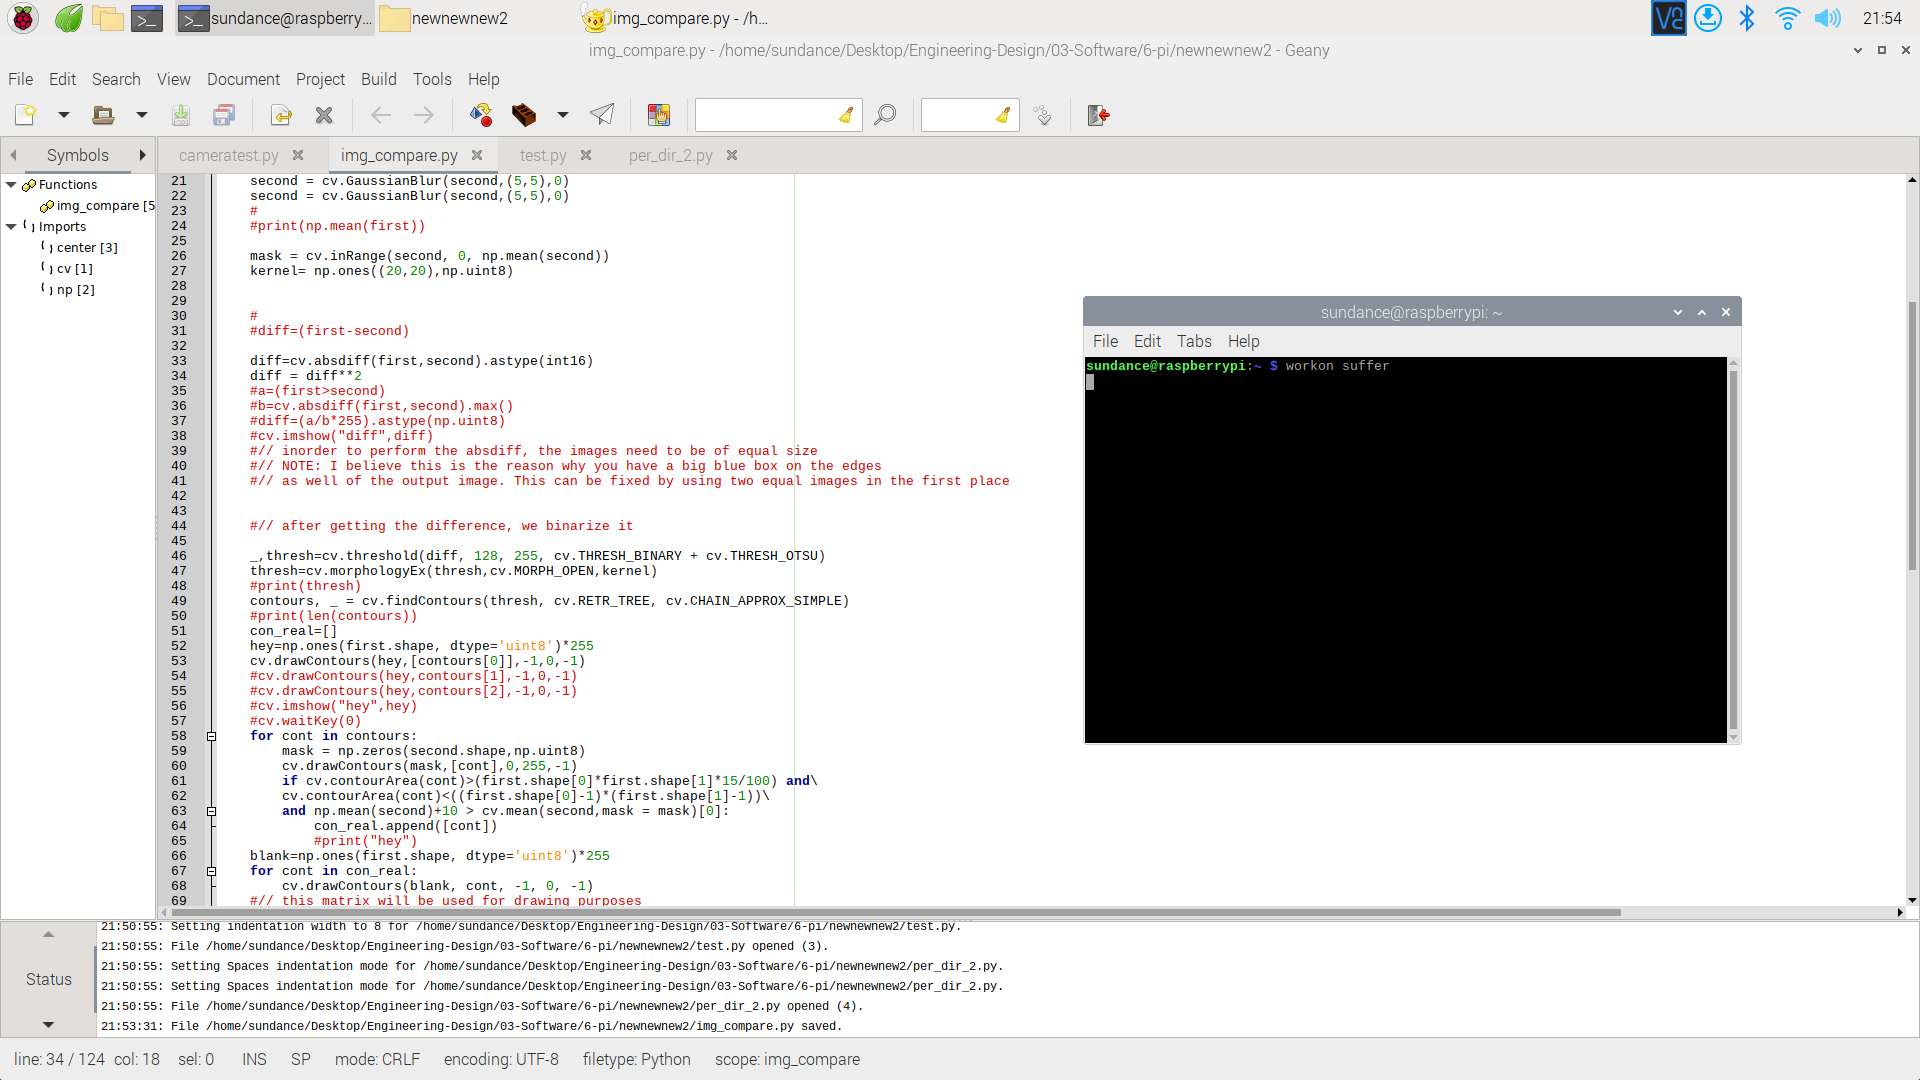 sundance@raspberry...
newnewnew2
img_compare.py - /h...
21:54
img_compare.py - /home/sundance/Desktop/Engineering-Design/03-Software/6-pi/newnewnew2 - Geany
File Edit Search View Document Project Build Tools Help
Symbols
cameratest.py
img_compare.py
test.py
per_dir_2.py
Functions
img_compare [5
Imports
center [3]
cv [1]
np [2]
21 second = cv.GaussianBlur(second,(5,5),0)
22 second = cv.GaussianBlur(second,(5,5),0)
23 #
24 #print(np.mean(first))
25
26 mask = cv.inRange(second, 0, np.mean(second))
27 kernel= np.ones((20,20),np.uint8)
28
29
30 #
31 #diff=(first-second)
32
33 diff=cv.absdiff(first,second).astype(int16)
34 diff = diff**2
35 #a=(first>second)
36 #b=cv.absdiff(first,second).max()
37 #diff=(a/b*255).astype(np.uint8)
38 #cv.imshow("diff",diff)
39 #// inorder to perform the absdiff, the images need to be of equal size
40 #// NOTE: I believe this is the reason why you have a big blue box on the edges
41 #// as well of the output image. This can be fixed by using two equal images in the first place
42
43
44 #// after getting the difference, we binarize it
45
46 _,thresh=cv.threshold(diff, 128, 255, cv.THRESH_BINARY + cv.THRESH_OTSU)
47 thresh=cv.morphologyEx(thresh,cv.MORPH_OPEN,kernel)
48 #print(thresh)
49 contours, _ = cv.findContours(thresh, cv.RETR_TREE, cv.CHAIN_APPROX_SIMPLE)
50 #print(len(contours))
51 con_real=[]
52 hey=np.ones(first.shape, dtype='uint8')*255
53 cv.drawContours(hey,[contours[0]],-1,0,-1)
54 #cv.drawContours(hey,contours[1],-1,0,-1)
55 #cv.drawContours(hey,contours[2],-1,0,-1)
56 #cv.imshow("hey",hey)
57 #cv.waitKey(0)
58 for cont in contours:
59 mask = np.zeros(second.shape,np.uint8)
60 cv.drawContours(mask,[cont],0,255,-1)
61 if cv.contourArea(cont)>(first.shape[0]*first.shape[1]*15/100) and\
62 cv.contourArea(cont)<((first.shape[0]-1)*(first.shape[1]-1))\
63 and np.mean(second)+10 > cv.mean(second,mask = mask)[0]:
64 con_real.append([cont])
65 #print("hey")
66 blank=np.ones(first.shape, dtype='uint8')*255
67 for cont in con_real:
68 cv.drawContours(blank, cont, -1, 0, -1)
69 #// this matrix will be used for drawing purposes
sundance@raspberrypi: ~
File Edit Tabs Help
sundance@raspberrypi:~ $ workon suffer
Status
21:50:55: Setting indentation width to 8 for /home/sundance/Desktop/Engineering-Design/03-Software/6-pi/newnewnew2/test.py.
21:50:55: File /home/sundance/Desktop/Engineering-Design/03-Software/6-pi/newnewnew2/test.py opened (3).
21:50:55: Setting Spaces indentation mode for /home/sundance/Desktop/Engineering-Design/03-Software/6-pi/newnewnew2/per_dir_2.py.
21:50:55: Setting Spaces indentation mode for /home/sundance/Desktop/Engineering-Design/03-Software/6-pi/newnewnew2/per_dir_2.py.
21:50:55: File /home/sundance/Desktop/Engineering-Design/03-Software/6-pi/newnewnew2/per_dir_2.py opened (4).
21:53:31: File /home/sundance/Desktop/Engineering-Design/03-Software/6-pi/newnewnew2/img_compare.py saved.
line: 34 / 124 col: 18 sel: 0 INS SP mode: CRLF encoding: UTF-8 filetype: Python scope: img_compare